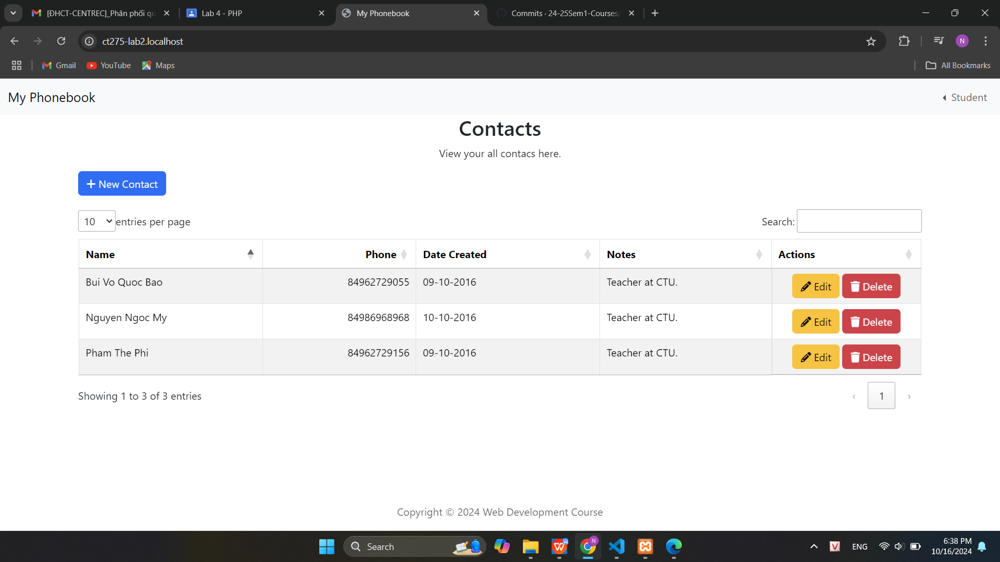 [ĐHCT-CENTREC]_Phân phối qu
Lab 4 - PHP
My Phonebook
Commits · 24-25Sem1-Courses/
ct275-lab2.localhost
N
Gmail
YouTube
Maps
All Bookmarks
My Phonebook
Student
Contacts
View your all contacs here.
New Contact
10 entries per page
Search:
Name Phone Date Created Notes Actions
Bui Vo Quoc Bao 84962729055 09-10-2016 Teacher at CTU. Edit Delete
Nguyen Ngoc My 84986968968 10-10-2016 Teacher at CTU. Edit Delete
Pham The Phi 84962729156 09-10-2016 Teacher at CTU. Edit Delete
Showing 1 to 3 of 3 entries
‹ 1 ›
Copyright © 2024 Web Development Course
Search
N
V
ENG
6:38 PM
10/16/2024